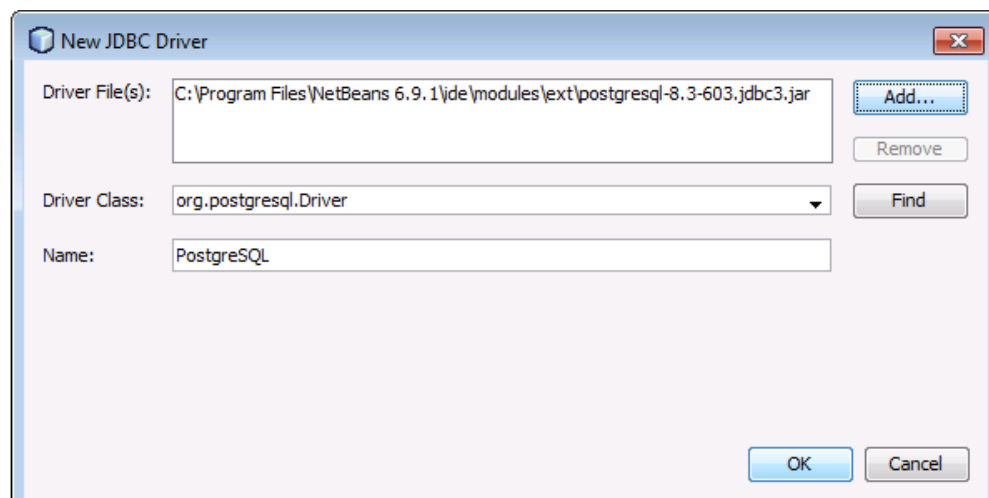 New JDBC Driver
Driver File(s): C:\Program Files\NetBeans 6.9.1\ide\modules\ext\postgresql-8.3-603.jdbc3.jar Add...
Remove
Driver Class: org.postgresql.Driver Find
Name: PostgreSQL
OK Cancel